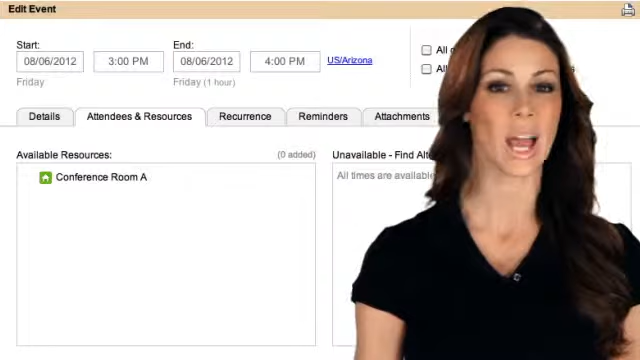 Edit Event
Start:
End:
08/06/2012 3:00 PM 08/06/2012 4:00 PM US/Arizona
Friday Friday (1 hour)
Details Attendees & Resources Recurrence Reminders Attachments
Available Resources: (0 added) Unavailable - Find
All times are available
Conference Room A